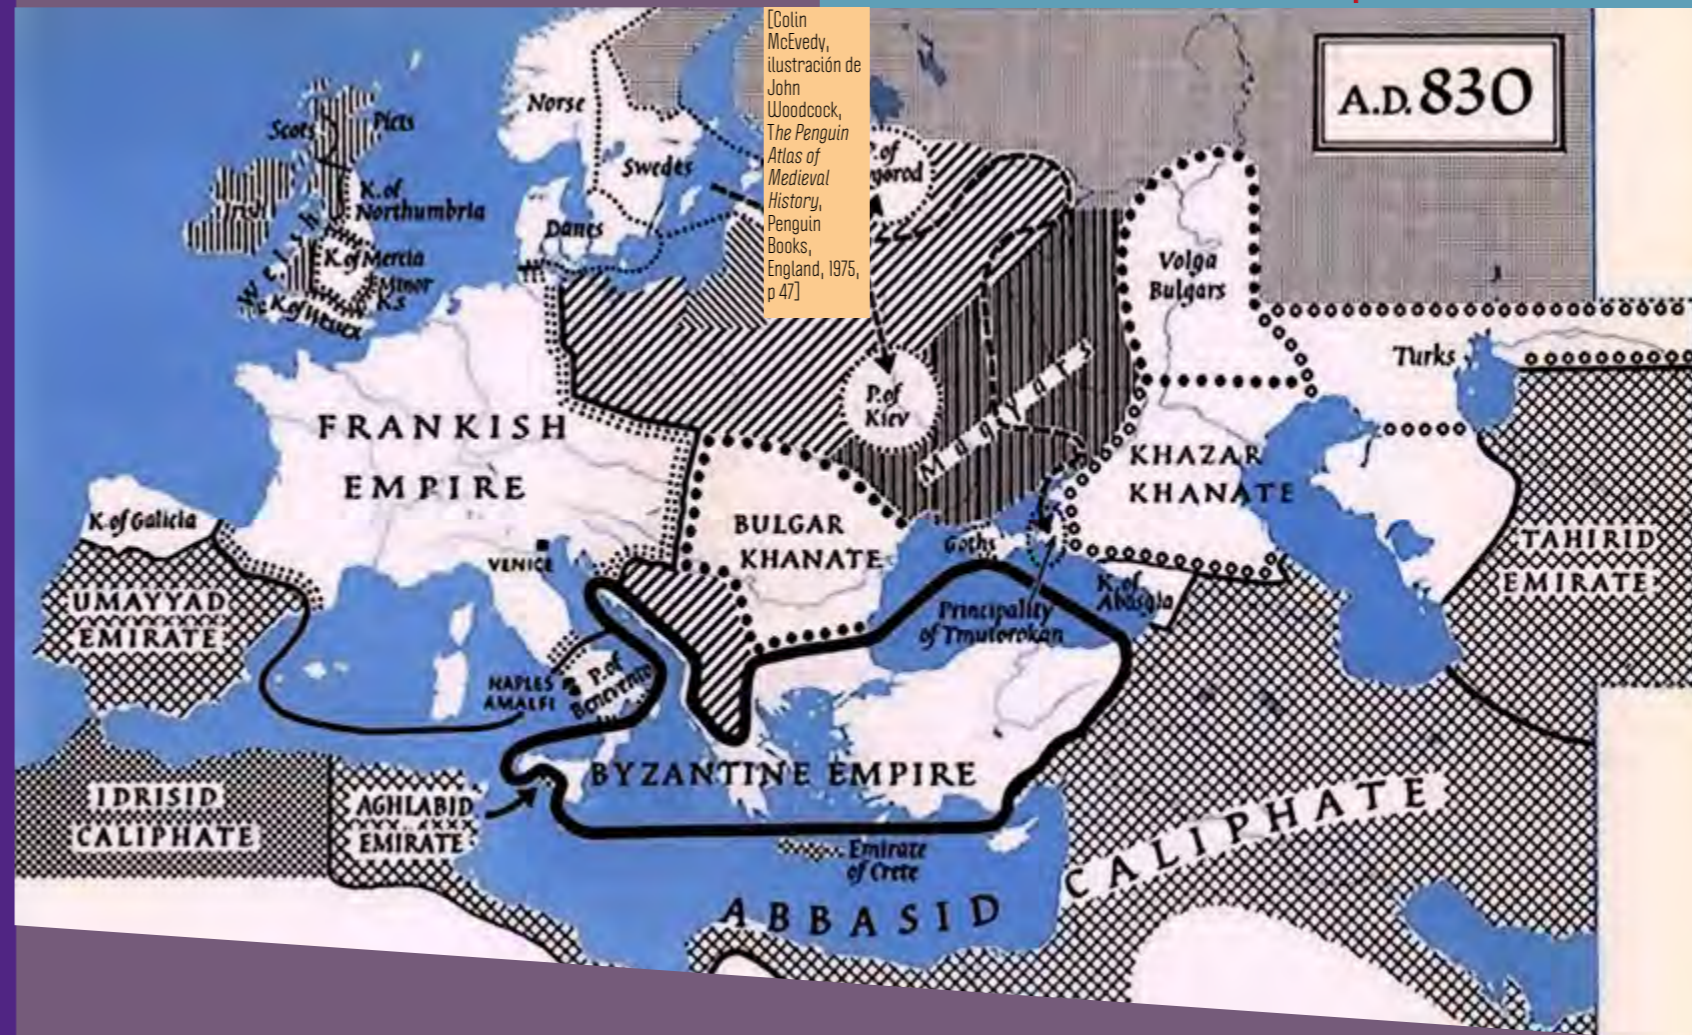 [Colin
McEvedy,
ilustración de
John
Woodcock,
The Penguin
Atlas of
Medieval
History,
Penguin
Books,
England, 1975,
p 47]
A.D. 830
Norse
Swedes
Danes
Scots
Picts
Irish
Welsh
K. of
Northumbria
K. of Mercia
Minor
K.s
K. of Wessex
P. of
Kiev
Magyars
Volga
Bulgars
Turks
FRANKISH
EMPIRE
KHAZAR
KHANATE
K. of Galicia
BULGAR
KHANATE
VENICE
Goths
TAHIRID
EMIRATE
UMAYYAD
EMIRATE
K. of
Abasgia
Principality
of Tmutorokan
NAPLES
AMALFI
P. of
Benevento
BYZANTINE EMPIRE
IDRISID
CALIPHATE
AGHLABID
EMIRATE
Emirate
of Crete
ABBASID CALIPHATE